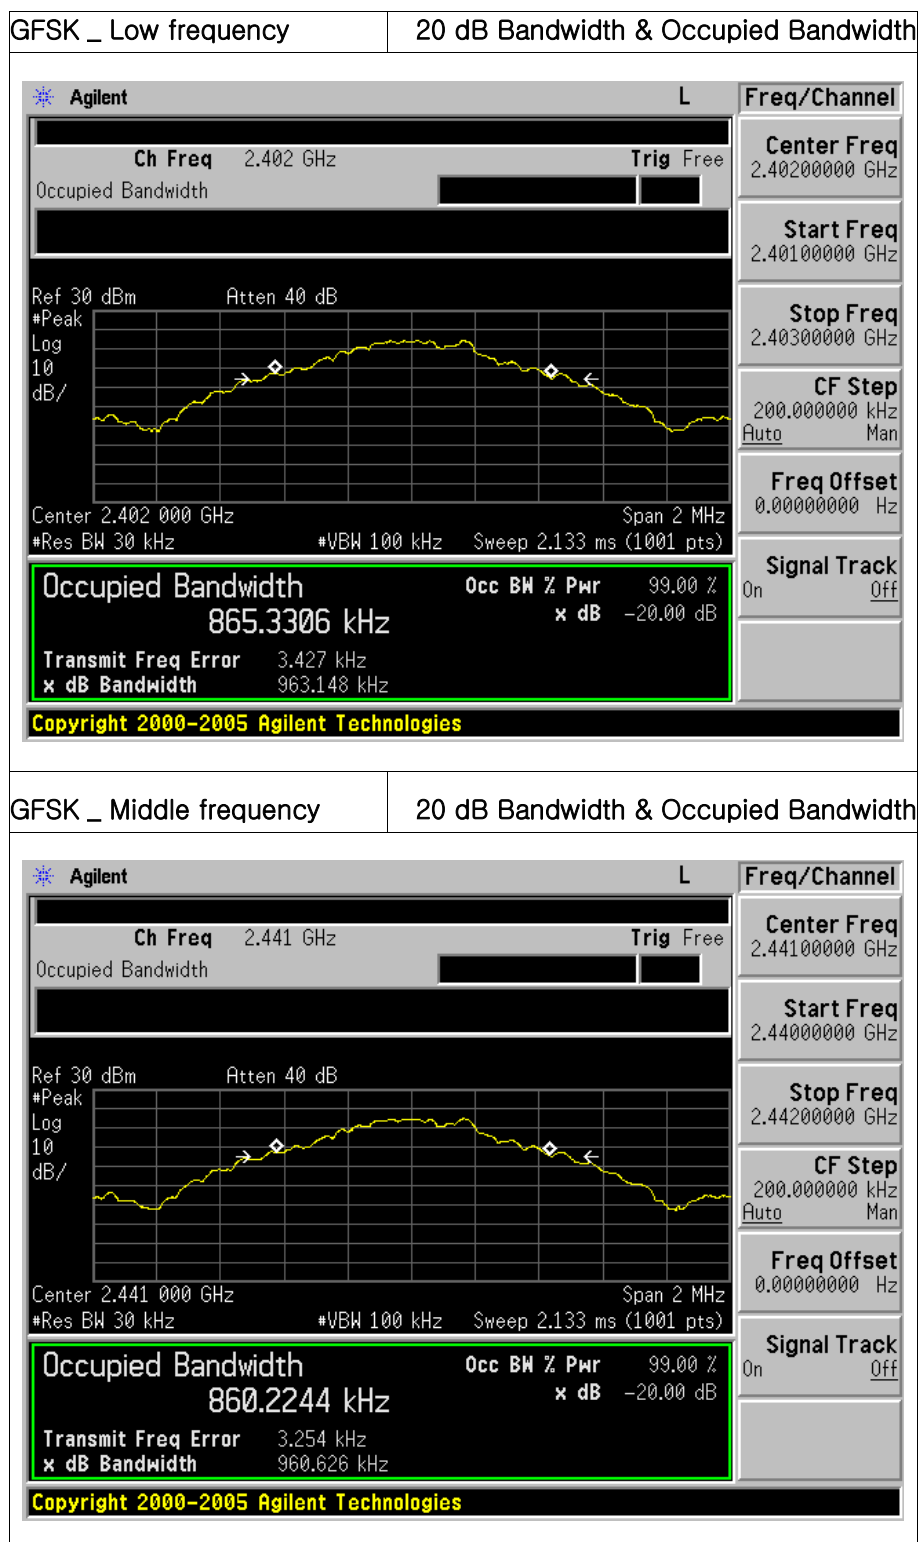 GFSK _ Low frequency 20 dB Bandwidth & Occupied Bandwidth
Agilent L Freq/Channel
Ch Freq 2.402 GHz Trig Free
Occupied Bandwidth
Center Freq
2.40200000 GHz
Start Freq
2.40100000 GHz
Stop Freq
2.40300000 GHz
CF Step
200.000000 kHz
Auto Man
Freq Offset
0.00000000 Hz
Signal Track
On Off
Ref 30 dBm Atten 40 dB
#Peak
Log
10
dB/
Center 2.402 000 GHz Span 2 MHz
#Res BW 30 kHz #VBW 100 kHz Sweep 2.133 ms (1001 pts)
Occupied Bandwidth Occ BW % Pwr 99.00 %
865.3306 kHz x dB -20.00 dB
Transmit Freq Error 3.427 kHz
x dB Bandwidth 963.148 kHz
Copyright 2000-2005 Agilent Technologies
GFSK _ Middle frequency 20 dB Bandwidth & Occupied Bandwidth
Agilent L Freq/Channel
Ch Freq 2.441 GHz Trig Free
Occupied Bandwidth
Center Freq
2.44100000 GHz
Start Freq
2.44000000 GHz
Stop Freq
2.44200000 GHz
CF Step
200.000000 kHz
Auto Man
Freq Offset
0.00000000 Hz
Signal Track
On Off
Ref 30 dBm Atten 40 dB
#Peak
Log
10
dB/
Center 2.441 000 GHz Span 2 MHz
#Res BW 30 kHz #VBW 100 kHz Sweep 2.133 ms (1001 pts)
Occupied Bandwidth Occ BW % Pwr 99.00 %
860.2244 kHz x dB -20.00 dB
Transmit Freq Error 3.254 kHz
x dB Bandwidth 960.626 kHz
Copyright 2000-2005 Agilent Technologies